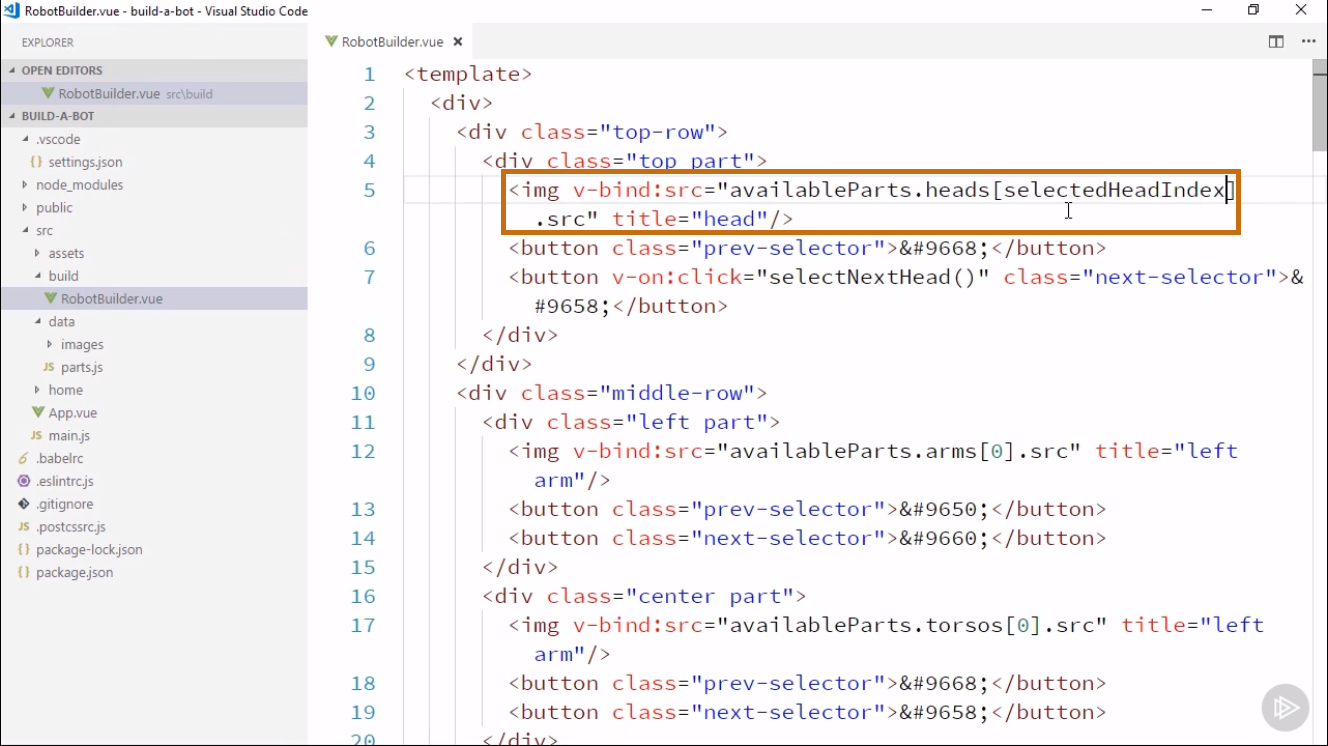 RobotBuilder.vue - build-a-bot - Visual Studio Code
EXPLORER
OPEN EDITORS
RobotBuilder.vue src\build
BUILD-A-BOT
.vscode
{} settings.json
node_modules
public
src
assets
build
RobotBuilder.vue
data
images
JS parts.js
home
App.vue
JS main.js
.babelrc
.eslintrc.js
.gitignore
JS .postcssrc.js
{} package-lock.json
{} package.json
RobotBuilder.vue
1 <template>
2 <div>
3 <div class="top-row">
4 <div class="top part">
5 <img v-bind:src="availableParts.heads[selectedHeadIndex]
.src" title="head"/>
6 <button class="prev-selector">&#9668;</button>
7 <button v-on:click="selectNextHead()" class="next-selector">&
#9658;</button>
8 </div>
9 </div>
10 <div class="middle-row">
11 <div class="left part">
12 <img v-bind:src="availableParts.arms[0].src" title="left
arm"/>
13 <button class="prev-selector">&#9650;</button>
14 <button class="next-selector">&#9660;</button>
15 </div>
16 <div class="center part">
17 <img v-bind:src="availableParts.torsos[0].src" title="left
arm"/>
18 <button class="prev-selector">&#9668;</button>
19 <button class="next-selector">&#9658;</button>
20 </div>